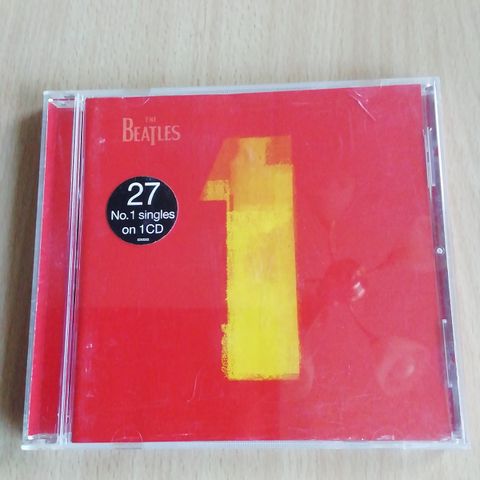 THE
BEATLES
27
No.1 singles
on 1CD
1